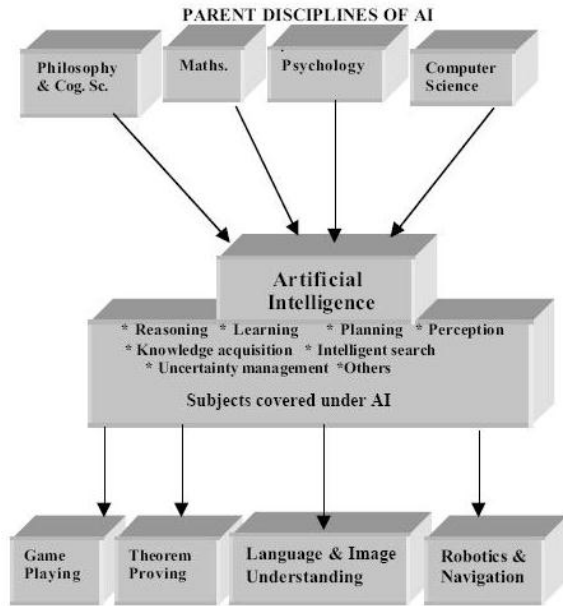 PARENT DISCIPLINES OF AI
Philosophy
& Cog. Sc.
Maths.
Psychology
Computer
Science
Artificial
Intelligence
* Reasoning * Learning * Planning * Perception
* Knowledge acquisition * Intelligent search
* Uncertainty management *Others
Subjects covered under AI
Game
Playing
Theorem
Proving
Language & Image
Understanding
Robotics &
Navigation